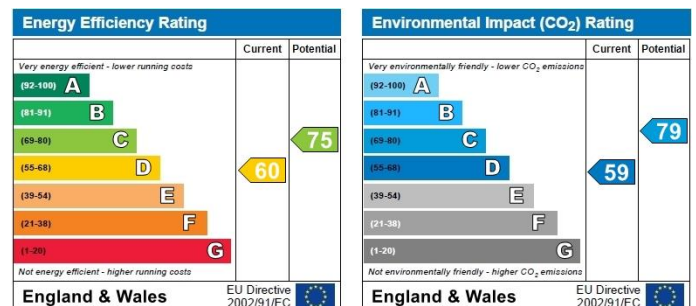 Energy Efficiency Rating
Current Potential
Very energy efficient - lower running costs
(92-100) A
(81-91) B
(69-80) C
75
(55-68) D
60
(39-54) E
(21-38) F
(1-20) G
Not energy efficient - higher running costs
England & Wales
EU Directive
2002/91/EC
Environmental Impact (CO₂) Rating
Current Potential
Very environmentally friendly - lower CO₂ emissions
(92-100) A
(81-91) B
79
(69-80) C
(55-68) D
59
(39-54) E
(21-38) F
(1-20) G
Not environmentally friendly - higher CO₂ emissions
England & Wales
EU Directive
2002/91/EC